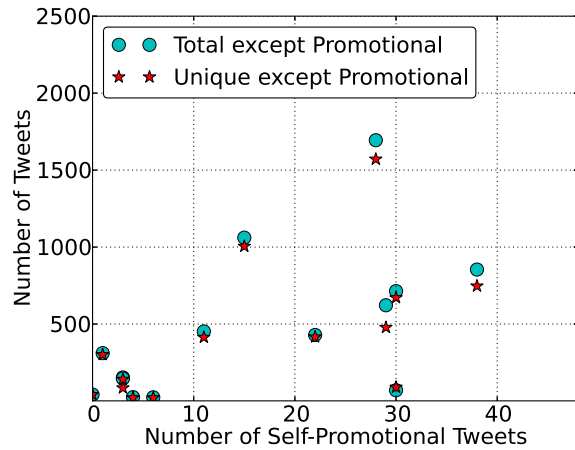 2500
Total except Promotional
Unique except Promotional
2000
1500
1000
500
0 10 20 30 40
Number of Tweets
Number of Self-Promotional Tweets